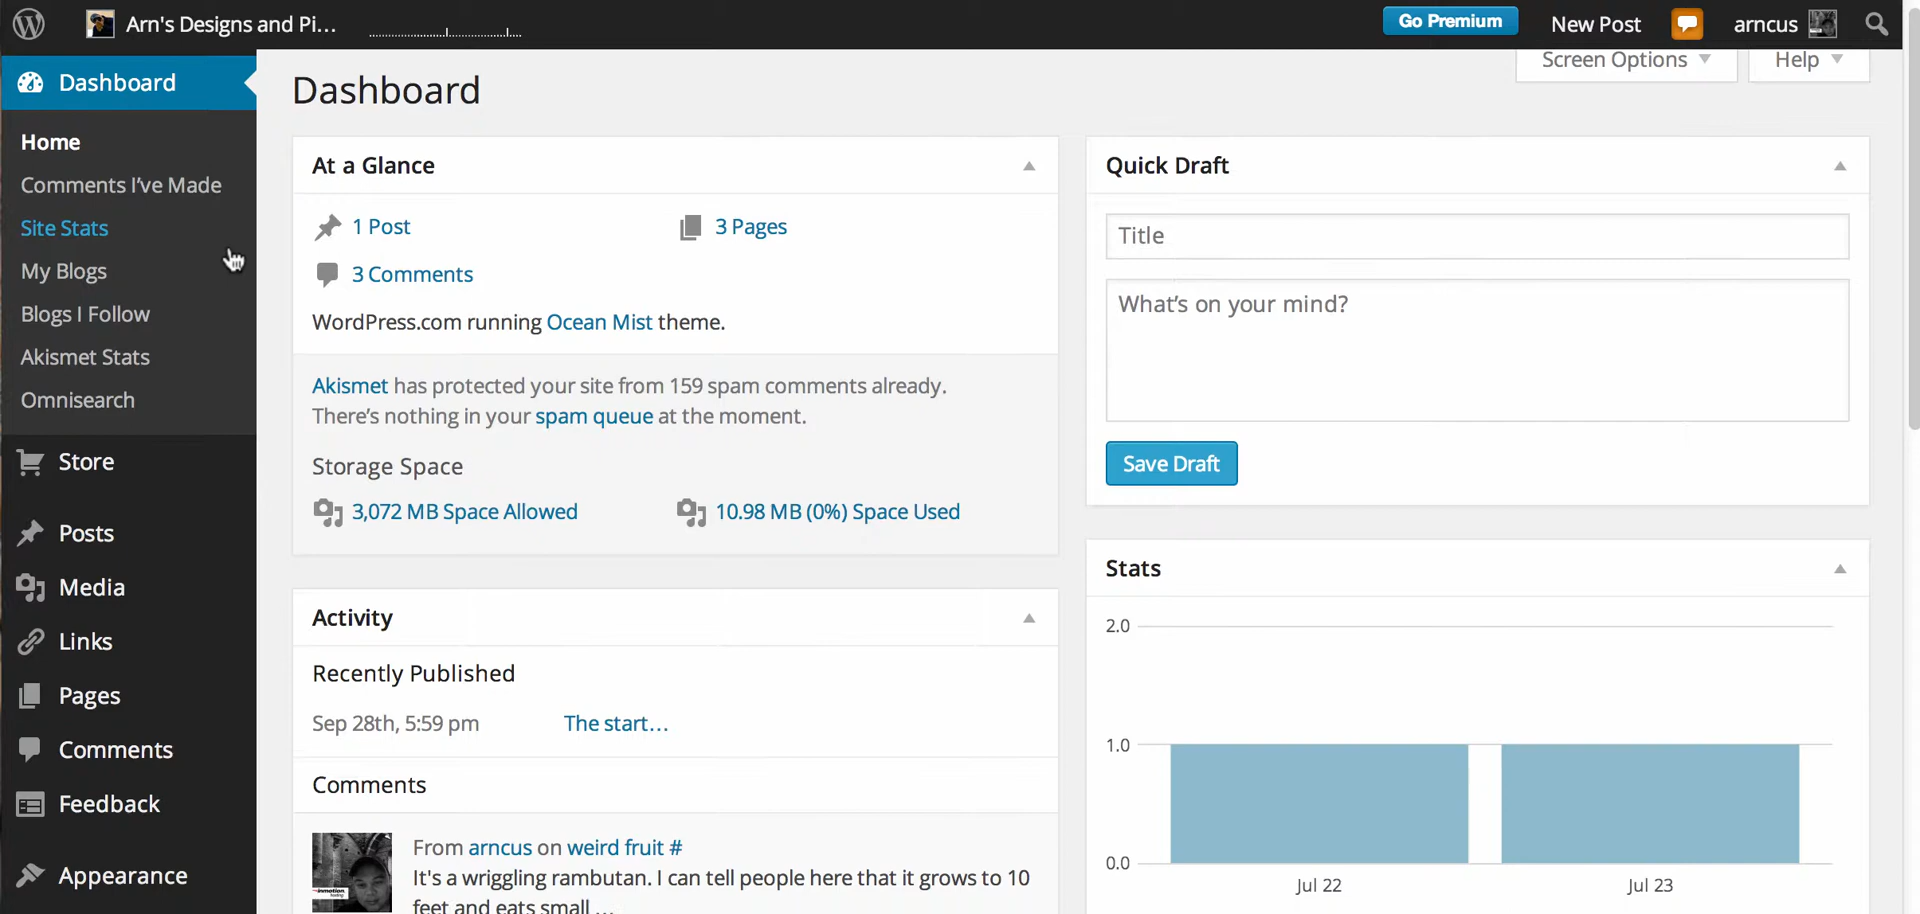 Arn's Designs and Pi...
Go Premium
New Post
arncus
Dashboard
Home
Comments I've Made
Site Stats
My Blogs
Blogs I Follow
Akismet Stats
Omnisearch
Store
Posts
Media
Links
Pages
Comments
Feedback
Appearance
Screen Options
Help
Dashboard
At a Glance
1 Post
3 Pages
3 Comments
WordPress.com running Ocean Mist theme.
Akismet has protected your site from 159 spam comments already.
There's nothing in your spam queue at the moment.
Storage Space
3,072 MB Space Allowed
10.98 MB (0%) Space Used
Activity
Recently Published
Sep 28th, 5:59 pm
The start…
Comments
From arncus on weird fruit #
It's a wriggling rambutan. I can tell people here that it grows to 10
feet and eats small ...
Quick Draft
Title
What's on your mind?
Save Draft
Stats
2.0
1.0
0.0
Jul 22
Jul 23